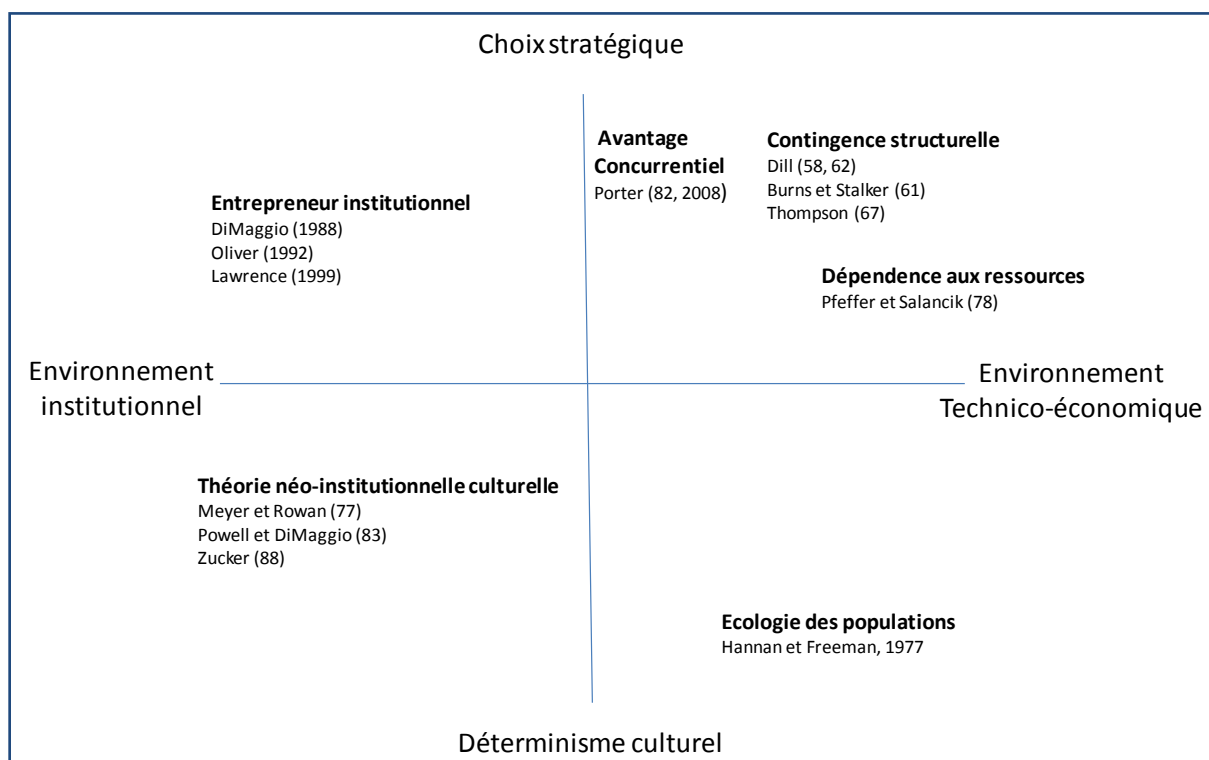 Choix stratégique
Avantage
Concurrentiel
Porter (82, 2008)
Contingence structurelle
Dill (58, 62)
Burns et Stalker (61)
Thompson (67)
Entrepreneur institutionnel
DiMaggio (1988)
Oliver (1992)
Lawrence (1999)
Dépendence aux ressources
Pfeffer et Salancik (78)
Environnement
institutionnel
Environnement
Technico-économique
Théorie néo-institutionnelle culturelle
Meyer et Rowan (77)
Powell et DiMaggio (83)
Zucker (88)
Ecologie des populations
Hannan et Freeman, 1977
Déterminisme culturel